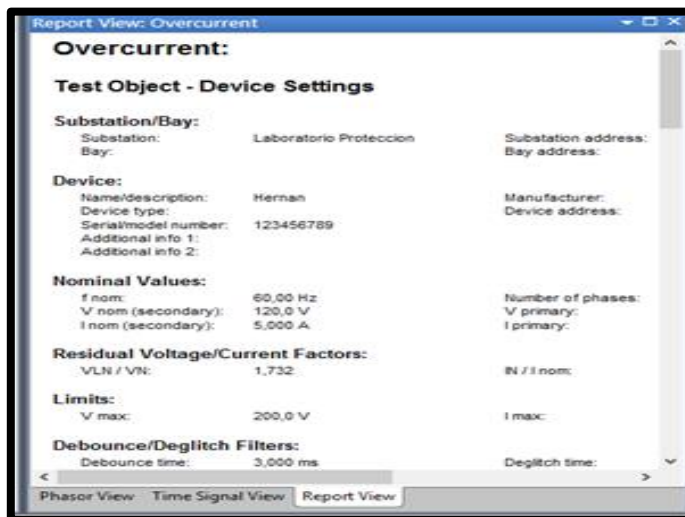 Report View: Overcurrent
Overcurrent:
Test Object - Device Settings
Substation/Bay:
Substation: Laboratorio Proteccion Substation address:
Bay: Bay address:
Device:
Name/description: Hernan Manufacturer:
Device type: Device address:
Serial/model number: 123456789
Additional info 1:
Additional info 2:
Nominal Values:
f nom: 60,00 Hz Number of phases:
V nom (secondary): 120,0 V V primary:
I nom (secondary): 5,000 A I primary:
Residual Voltage/Current Factors:
VLN / VN: 1,732 IN / I nom:
Limits:
V max: 200,0 V I max:
Debounce/Deglitch Filters:
Debounce time: 3,000 ms Deglitch time:
Phasor View Time Signal View Report View